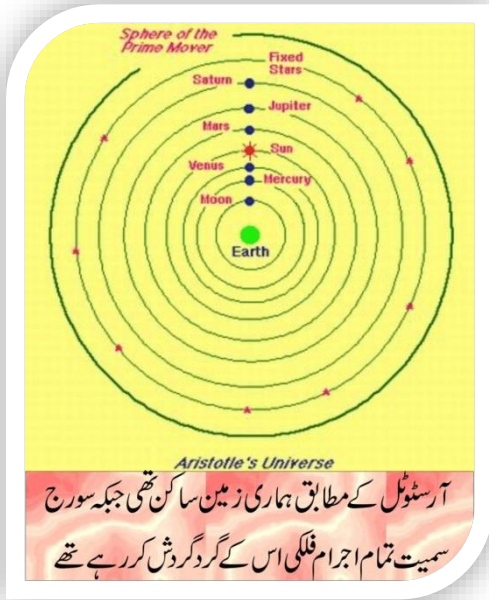 Sphere of the
Prime Mover
Fixed
Stars
Saturn
Jupiter
Mars
Sun
Venus
Mercury
Moon
Earth
Aristotle's Universe
آرسٹوٹل کے مطابق ہماری زمین ساکن تھی جبکہ سورج
سمیت تمام اجرام فلکی اس کے گرد گردش کر رہے تھے